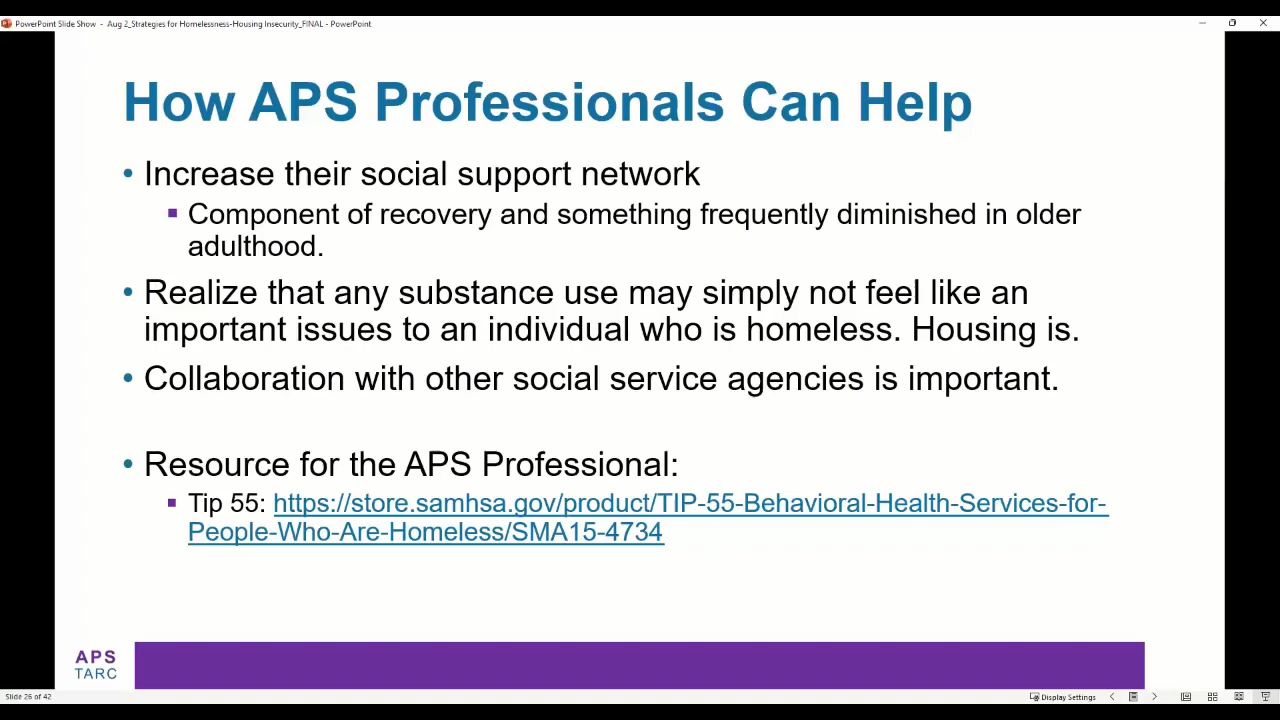 PowerPoint Slide Show - Aug 2_Strategies for Homelessness-Housing Insecurity_FINAL - PowerPoint
How APS Professionals Can Help
• Increase their social support network
▪ Component of recovery and something frequently diminished in older
adulthood.
• Realize that any substance use may simply not feel like an
important issues to an individual who is homeless. Housing is.
• Collaboration with other social service agencies is important.
• Resource for the APS Professional:
▪ Tip 55: https://store.samhsa.gov/product/TIP-55-Behavioral-Health-Services-for-
People-Who-Are-Homeless/SMA15-4734
APS
TARC
Slide 26 of 42
Display Settings